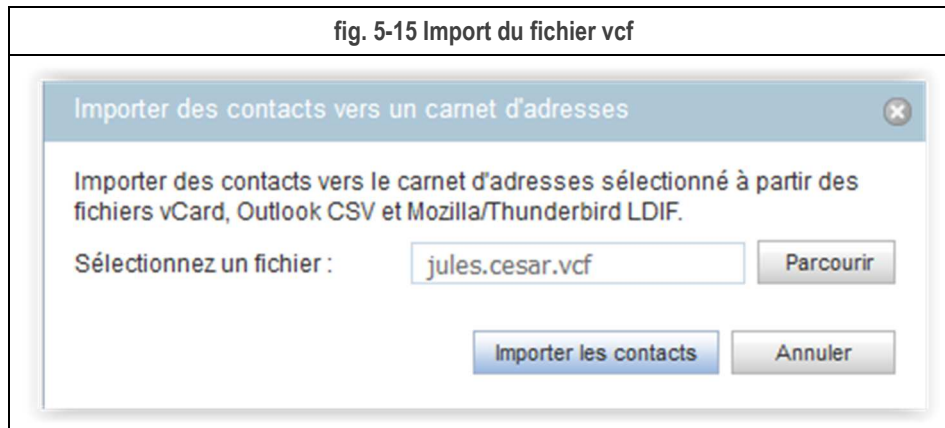 fig. 5-15 Import du fichier vcf
Importer des contacts vers un carnet d'adresses
Importer des contacts vers le carnet d'adresses sélectionné à partir des
fichiers vCard, Outlook CSV et Mozilla/Thunderbird LDIF.
Sélectionnez un fichier : jules.cesar.vcf Parcourir
Importer les contacts Annuler